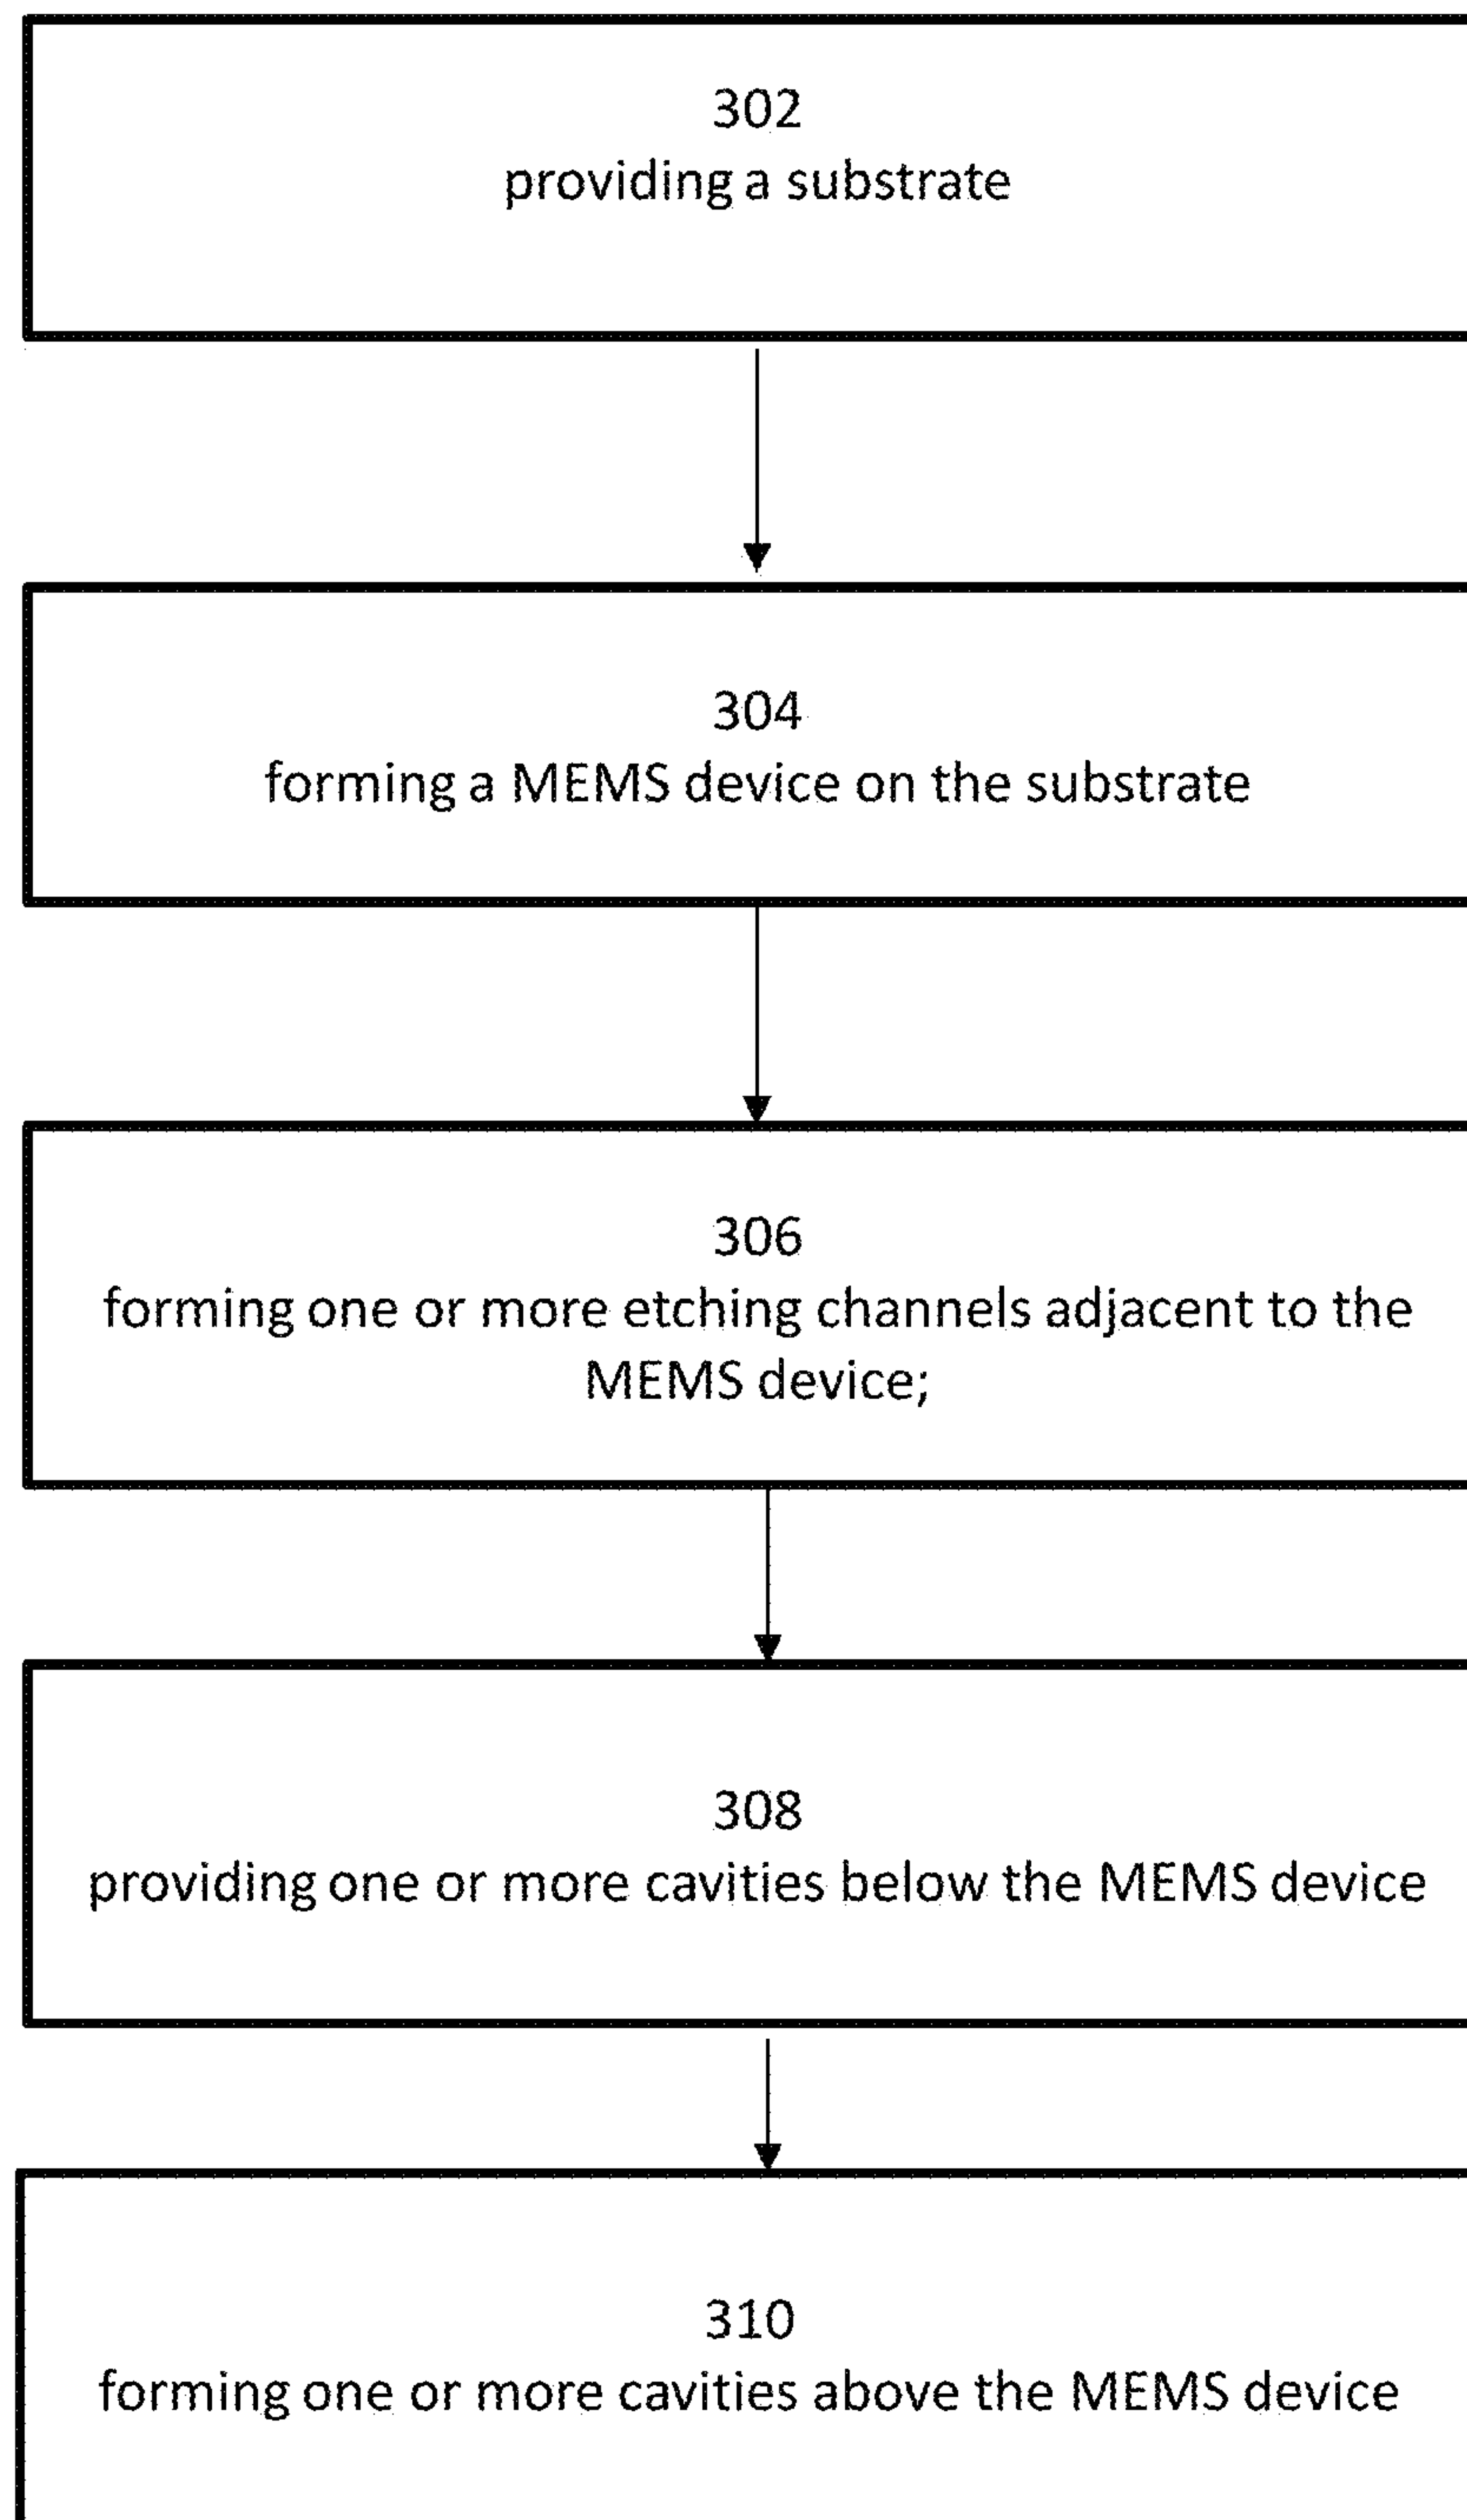 302
providing a substrate
304
forming a MEMS device on the substrate
306
forming one or more etching channels adjacent to the
MEMS device;
308
providing one or more cavities below the MEMS device
310
forming one or more cavities above the MEMS device